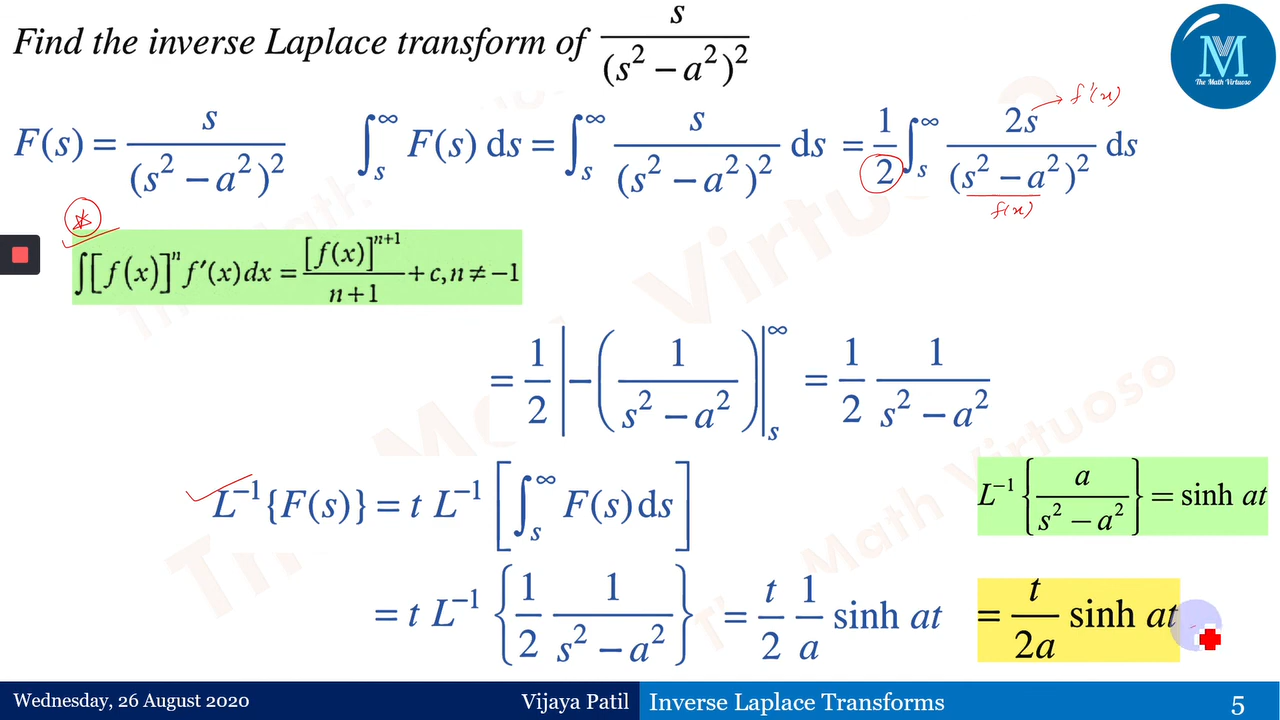 Find the inverse Laplace transform of s / (s² − a²)²
M
The Math Virtuoso
F(s) = s / (s² − a²)²    ∫ₛ^∞ F(s) ds = ∫ₛ^∞ s / (s² − a²)² ds = 1/2 ∫ₛ^∞ 2s / (s² − a²)² ds
f'(x)
f(x)
∫[f(x)]ⁿ f'(x)dx = [f(x)]ⁿ⁺¹ / n+1 + c, n ≠ −1
= 1/2 |−(1 / s² − a²)|ₛ^∞ = 1/2 1 / s² − a²
L⁻¹{F(s)} = t L⁻¹ [∫ₛ^∞ F(s) ds]
L⁻¹ {a / s² − a²} = sinh at
= t L⁻¹ {1/2 1 / s² − a²} = t/2 1/a sinh at = t/2a sinh at
The Math Virtuoso
Wednesday, 26 August 2020 Vijaya Patil Inverse Laplace Transforms 5